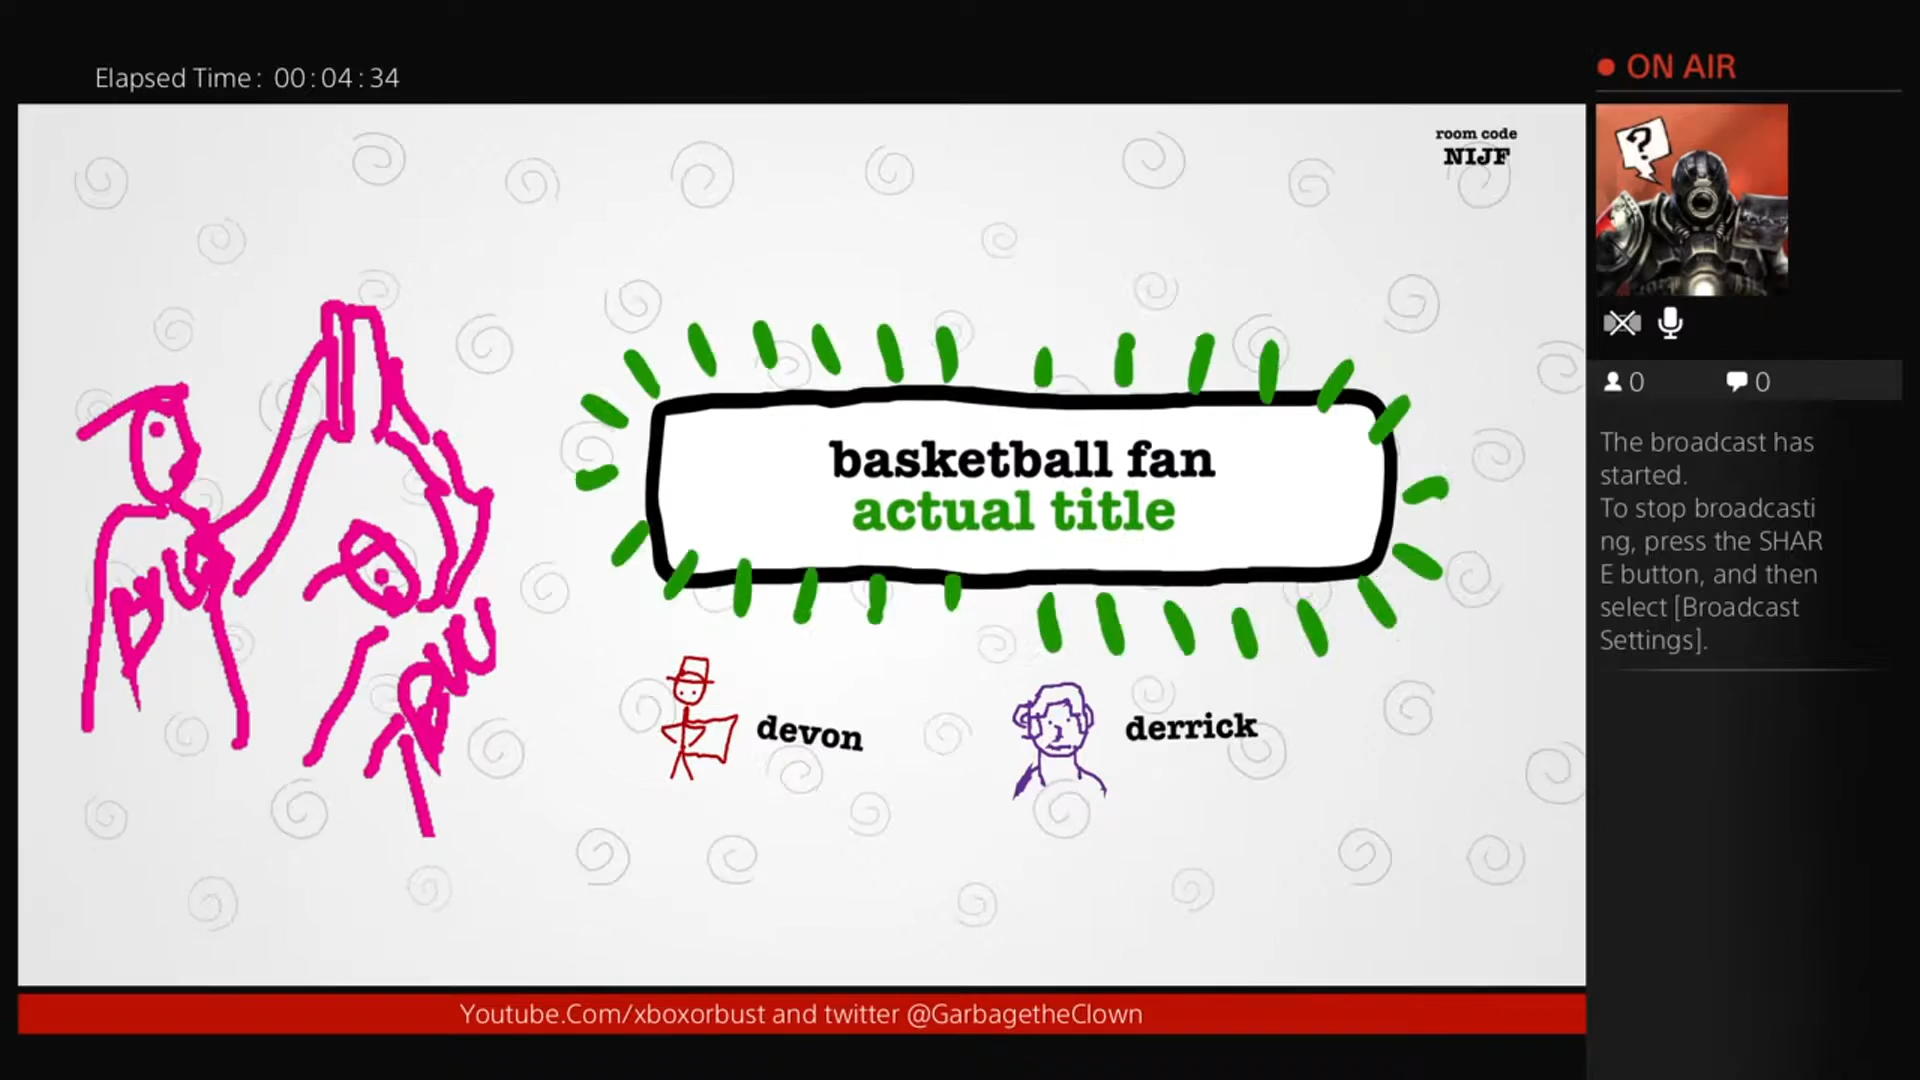 Elapsed Time: 00:04:34
ON AIR
room code
NIJF
?
0
0
basketball fan
actual title
The broadcast has
started.
To stop broadcasti
ng, press the SHAR
E button, and then
select [Broadcast
Settings].
devon
derrick
Youtube.Com/xboxorbust and twitter @GarbagetheClown